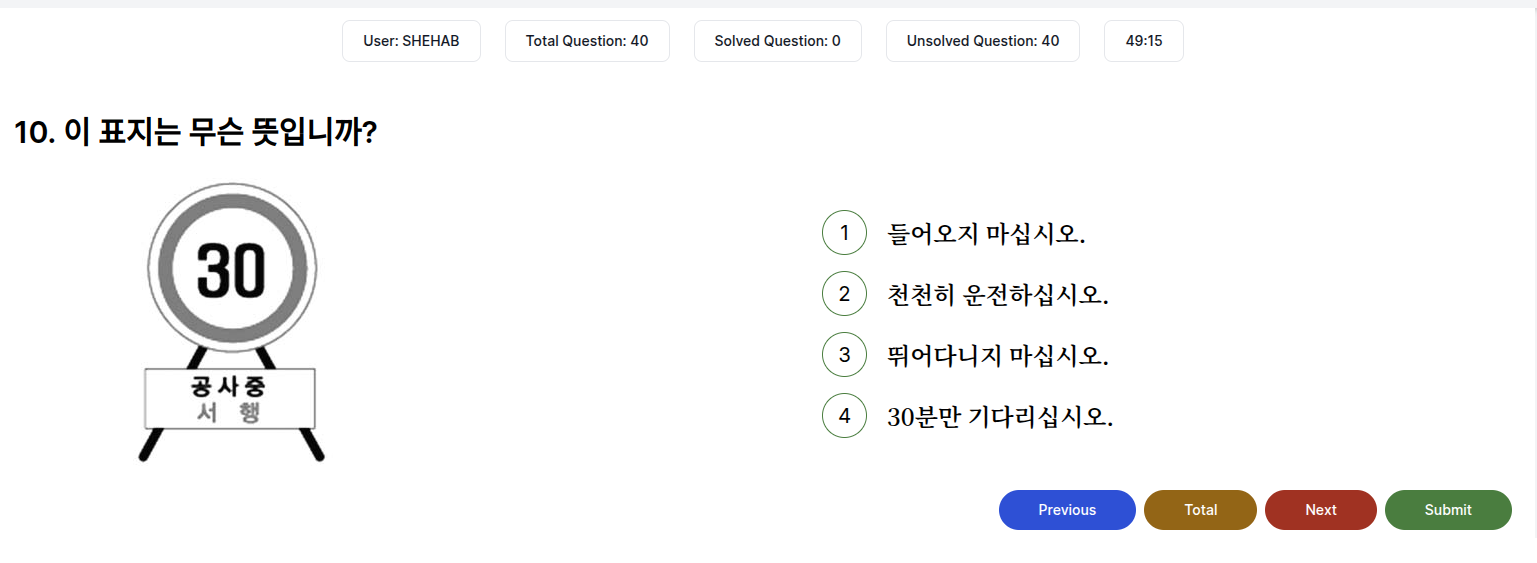 User: SHEHAB
Total Question: 40
Solved Question: 0
Unsolved Question: 40
49:15
10. 이 표지는 무슨 뜻입니까?
30
공사중
서 행
1 들어오지 마십시오.
2 천천히 운전하십시오.
3 뛰어다니지 마십시오.
4 30분만 기다리십시오.
Previous
Total
Next
Submit